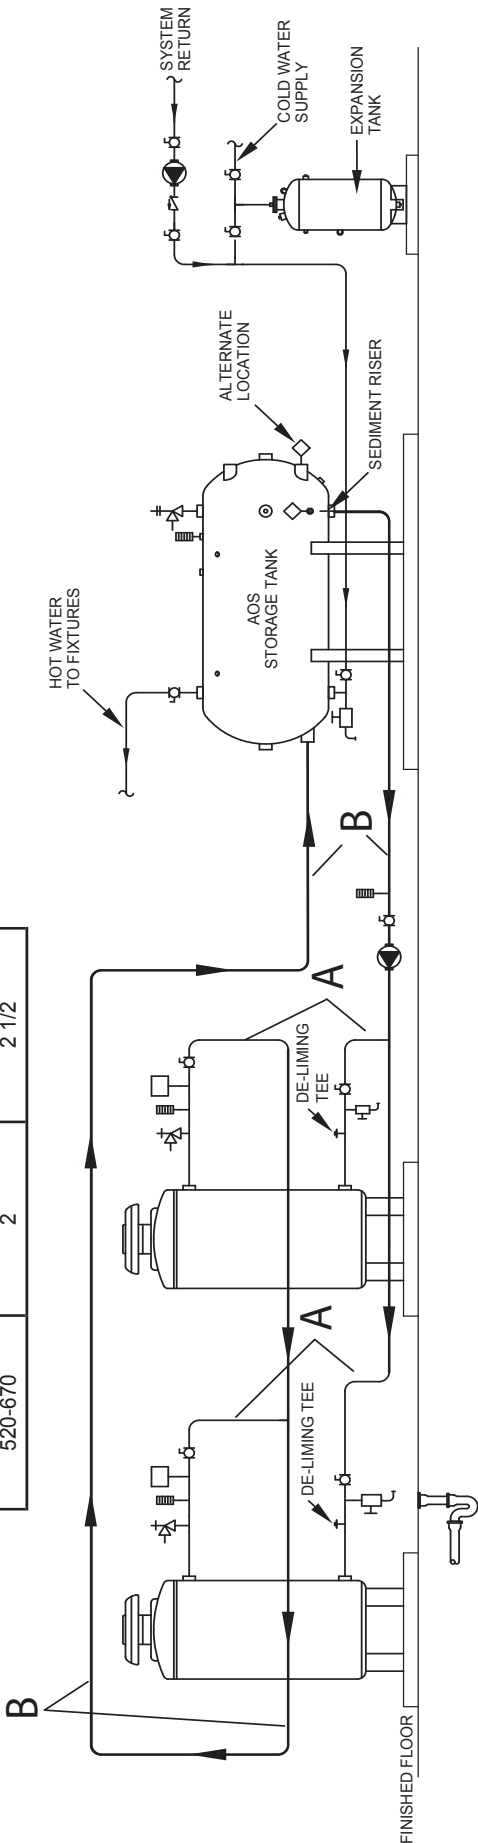 520-670
2
2 1/2
SYSTEM
RETURN
COLD WATER
SUPPLY
EXPANSION
TANK
ALTERNATE
LOCATION
SEDIMENT RISER
HOT WATER
TO FIXTURES
AOS
STORAGE TANK
B
A
DE-LIMING
TEE
A
DE-LIMING TEE
B
FINISHED FLOOR